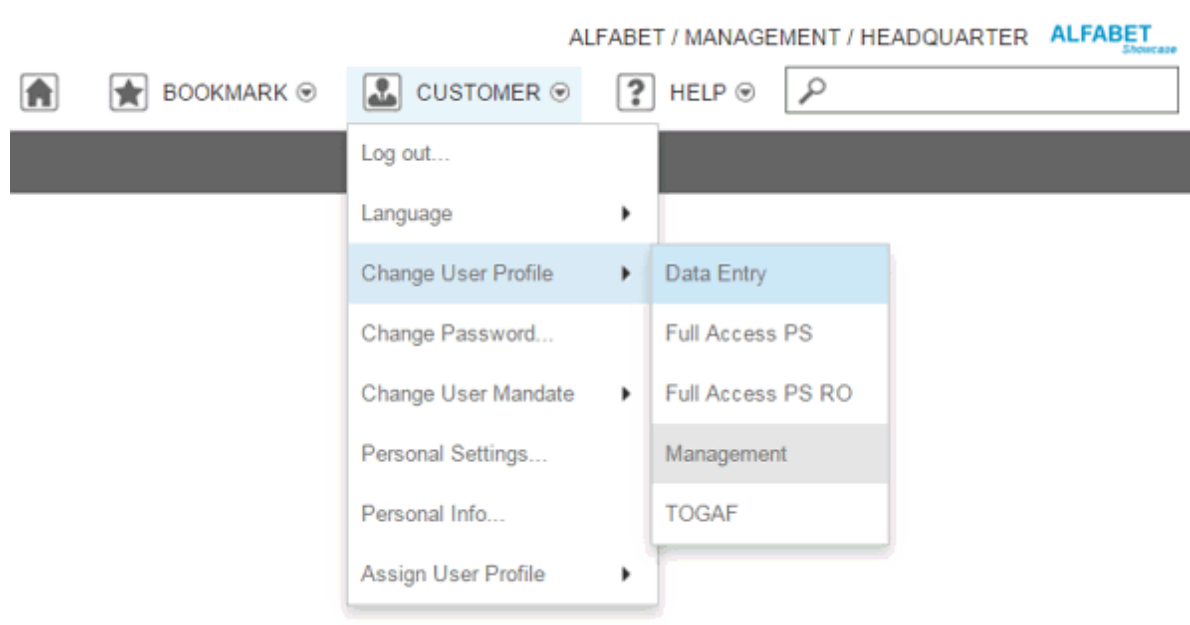 ALFABET / MANAGEMENT / HEADQUARTER ALFABET
Showcase
BOOKMARK CUSTOMER ? HELP
Log out...
Language
Change User Profile Data Entry
Change Password... Full Access PS
Change User Mandate Full Access PS RO
Personal Settings... Management
Personal Info... TOGAF
Assign User Profile